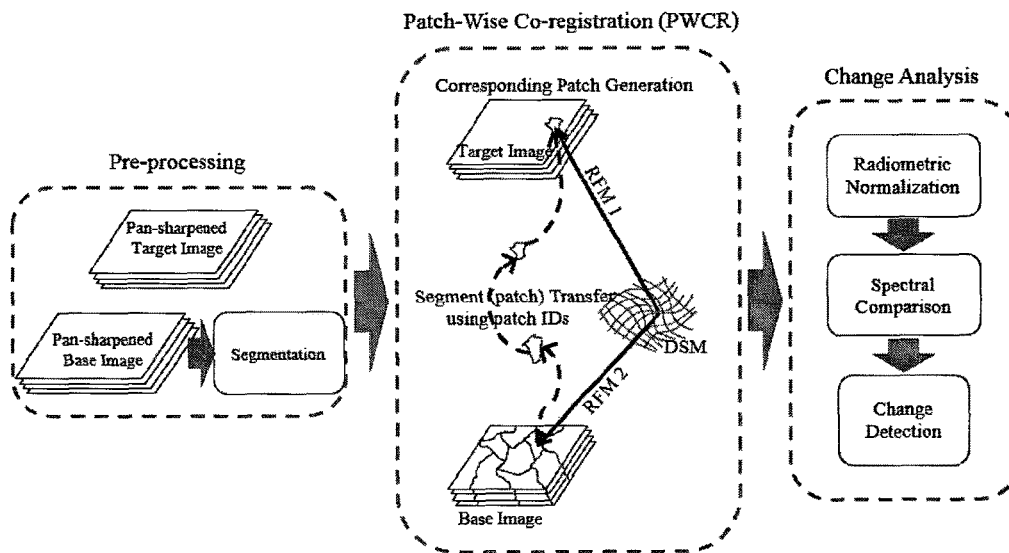 Patch-Wise Co-registration (PWCR)
Corresponding Patch Generation
Target Image
RFM 1
Segment (patch) Transfer
using patch IDs
DSM
RFM 2
Base Image
Pre-processing
Pan-sharpened
Target Image
Pan-sharpened
Base Image
Segmentation
Change Analysis
Radiometric
Normalization
Spectral
Comparison
Change
Detection